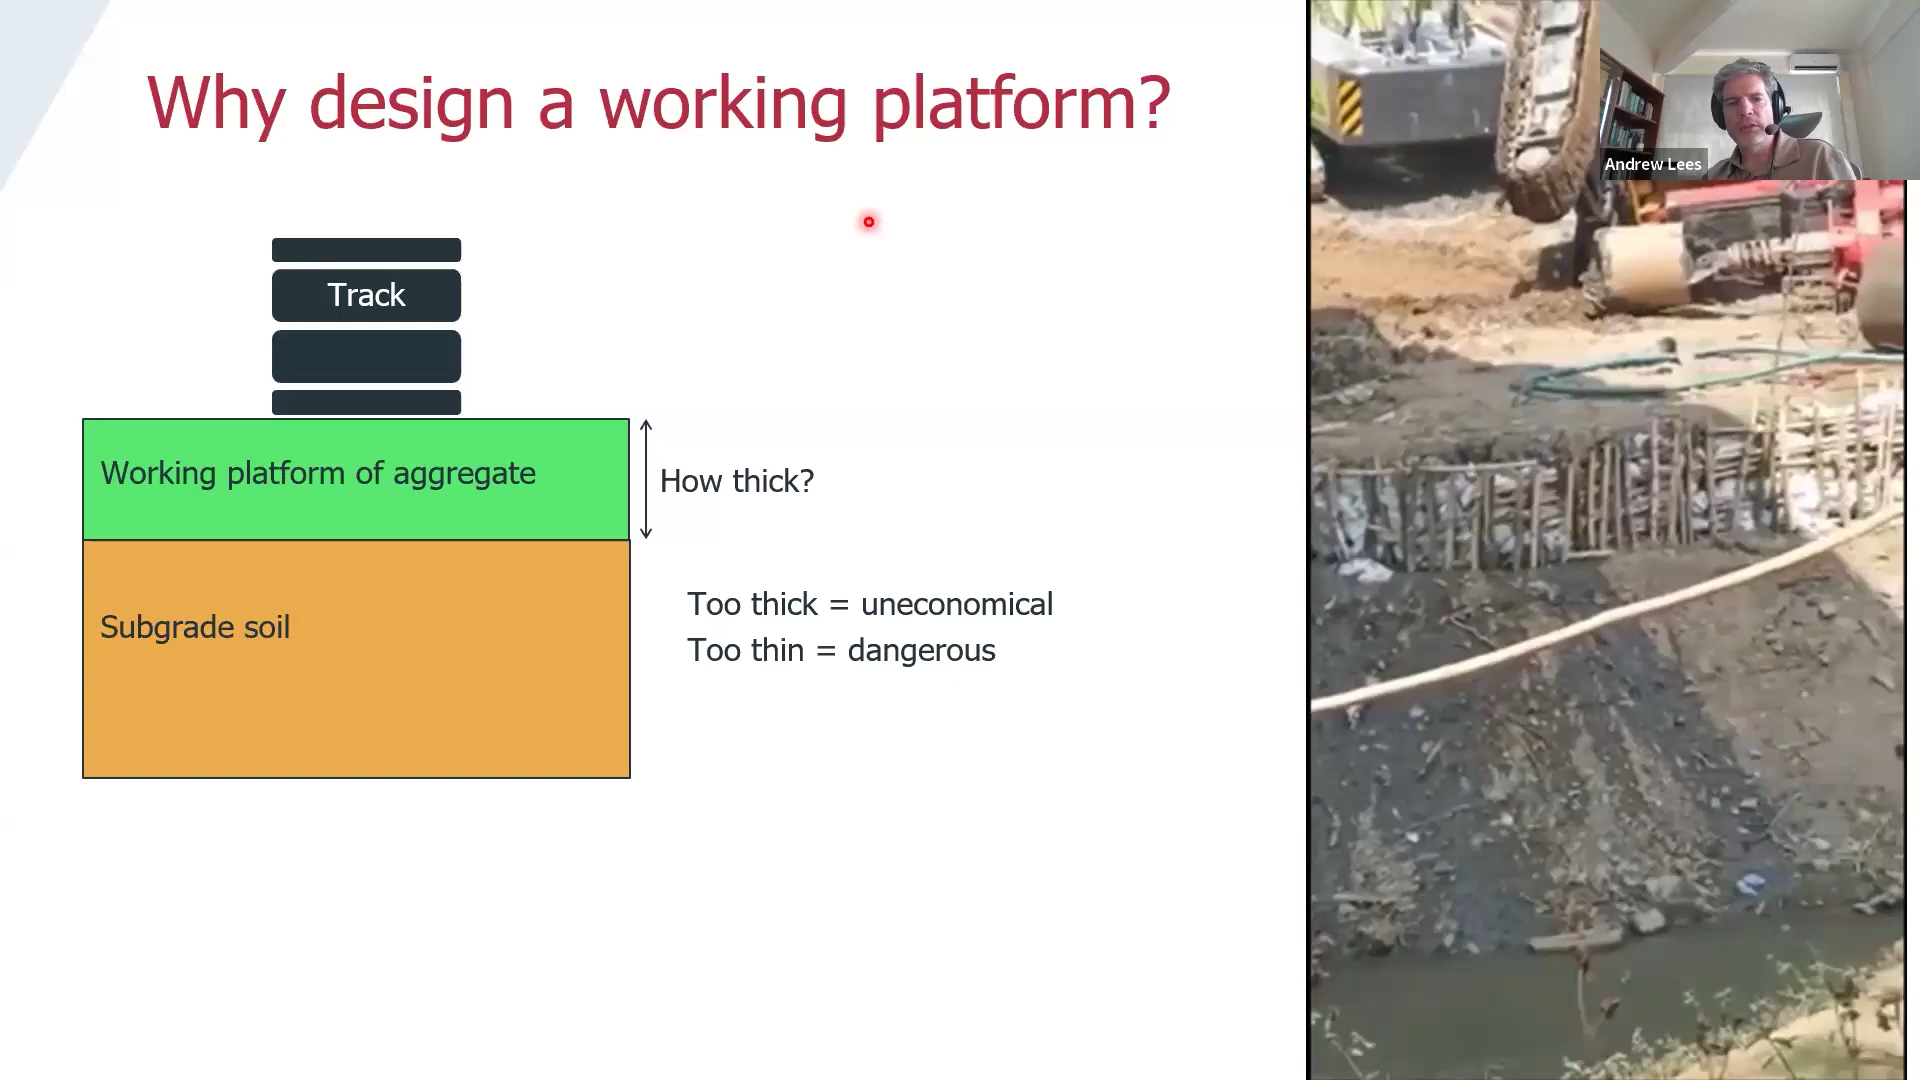 Why design a working platform?
Andrew Lees
Track
Working platform of aggregate
How thick?
Too thick = uneconomical
Subgrade soil
Too thin = dangerous